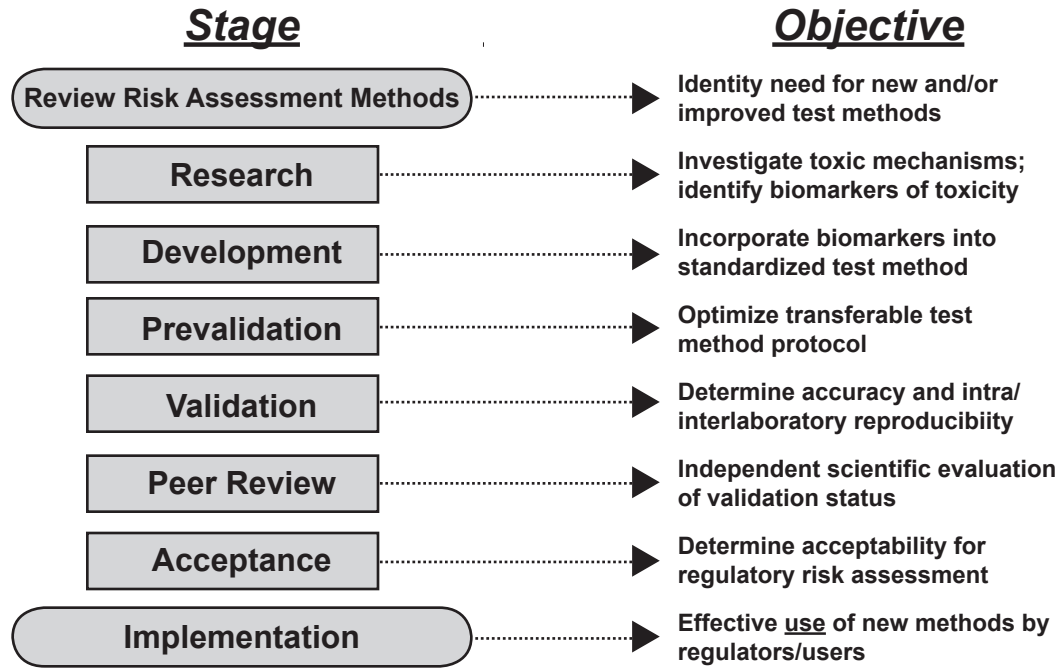 Stage
Objective
Review Risk Assessment Methods
Identity need for new and/or
improved test methods
Research
Investigate toxic mechanisms;
identify biomarkers of toxicity
Development
Incorporate biomarkers into
standardized test method
Prevalidation
Optimize transferable test
method protocol
Validation
Determine accuracy and intra/
interlaboratory reproducibiity
Peer Review
Independent scientific evaluation
of validation status
Acceptance
Determine acceptability for
regulatory risk assessment
Implementation
Effective use of new methods by
regulators/users